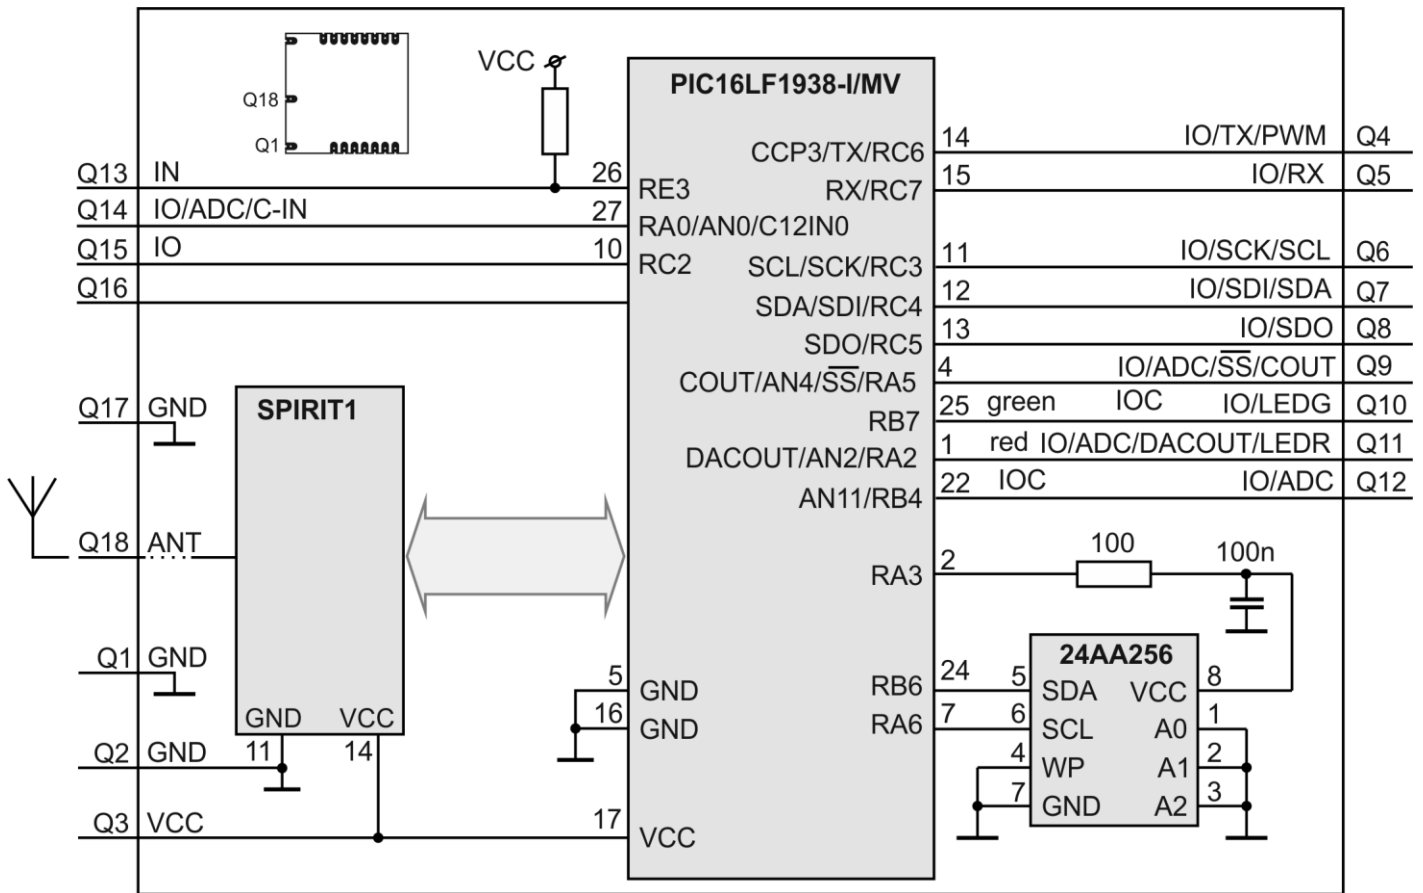 VCC
PIC16LF1938-I/MV
Q18
Q1
Q13 IN 26 RE3
Q14 IO/ADC/C-IN 27 RA0/AN0/C12IN0
Q15 IO 10 RC2
Q16
CCP3/TX/RC6 14 IO/TX/PWM Q4
RX/RC7 15 IO/RX Q5
SCL/SCK/RC3 11 IO/SCK/SCL Q6
SDA/SDI/RC4 12 IO/SDI/SDA Q7
SDO/RC5 13 IO/SDO Q8
COUT/AN4/S̅S̅/RA5 4 IO/ADC/S̅S̅/COUT Q9
RB7 25 green IOC IO/LEDG Q10
DACOUT/AN2/RA2 1 red IO/ADC/DACOUT/LEDR Q11
AN11/RB4 22 IOC IO/ADC Q12
Q17 GND
SPIRIT1
Q18 ANT
Q1 GND
GND VCC
Q2 GND 11 14
Q3 VCC 17 VCC
5 GND
16 GND
RA3 2 100 100n
24AA256
RB6 24 5 SDA VCC 8
RA6 7 6 SCL A0 1
4 WP A1 2
7 GND A2 3